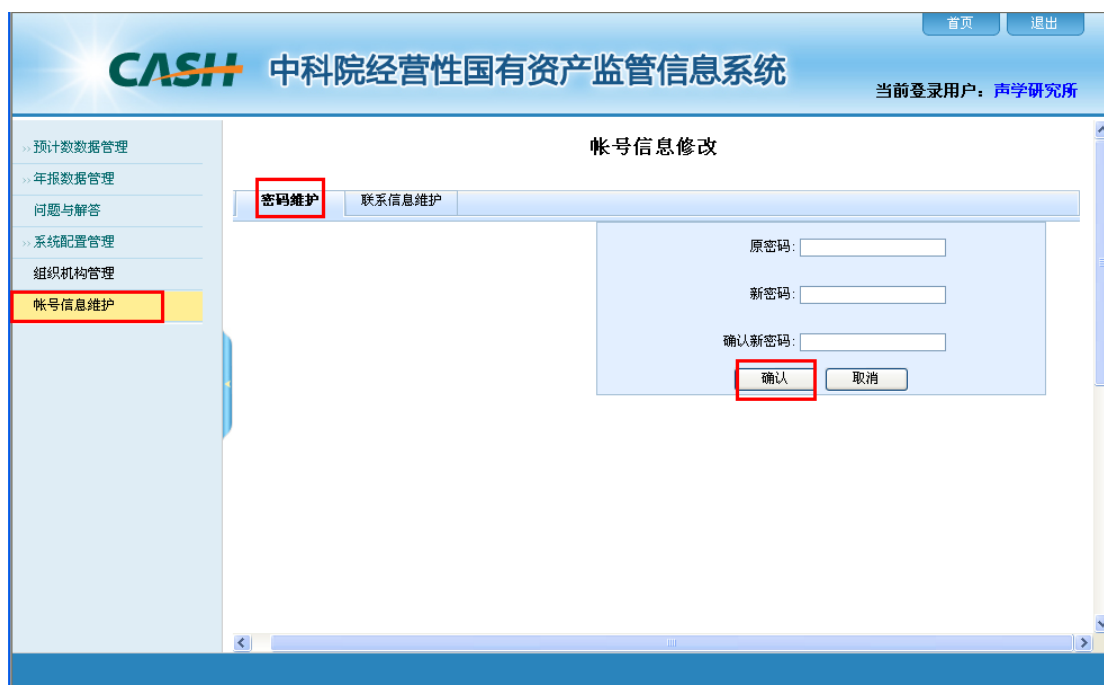 首页 退出
CASH 中科院经营性国有资产监管信息系统
当前登录用户：声学研究所
预计数数据管理
年报数据管理
问题与解答
系统配置管理
组织机构管理
帐号信息维护
帐号信息修改
密码维护 联系信息维护
原密码:
新密码:
确认新密码:
确认 取消